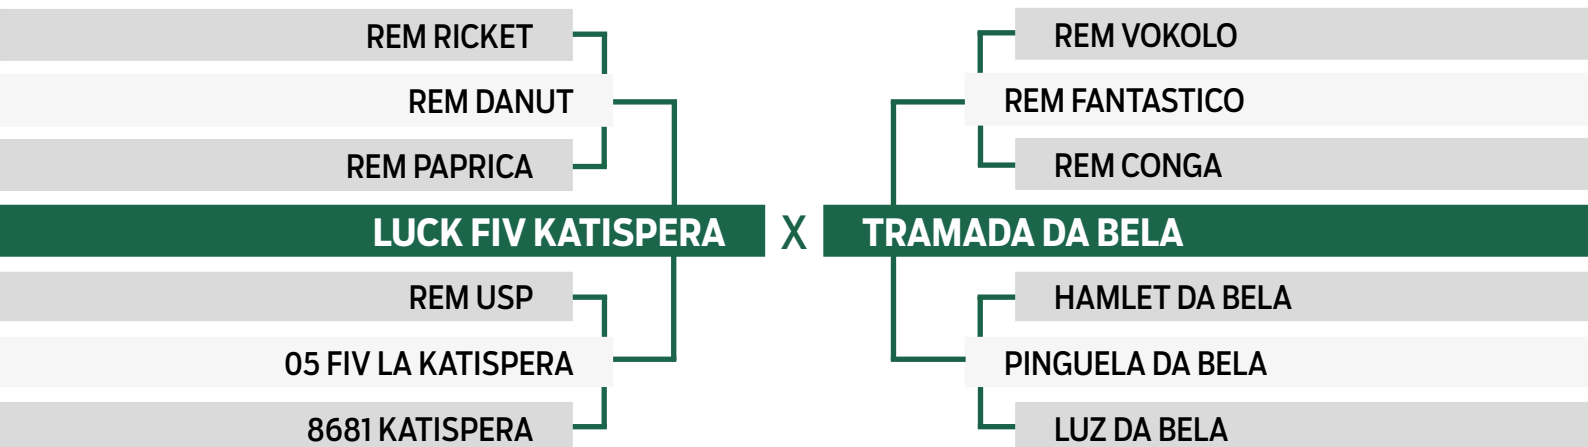 REM RICKET
REM VOKOLO
REM DANUT
REM FANTASTICO
REM PAPRICA
REM CONGA
LUCK FIV KATISPERA X TRAMADA DA BELA
REM USP
HAMLET DA BELA
05 FIV LA KATISPERA
PINGUELA DA BELA
8681 KATISPERA
LUZ DA BELA